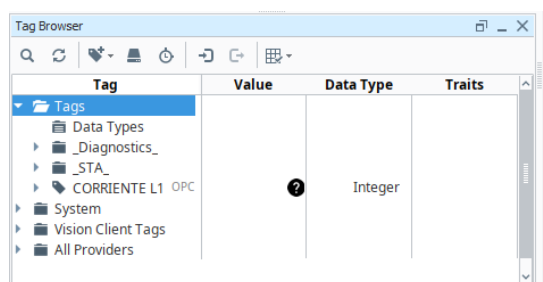 Tag Browser
Tag Value Data Type Traits
Tags
Data Types
_Diagnostics_
_STA_
CORRIENTE L1 OPC ? Integer
System
Vision Client Tags
All Providers